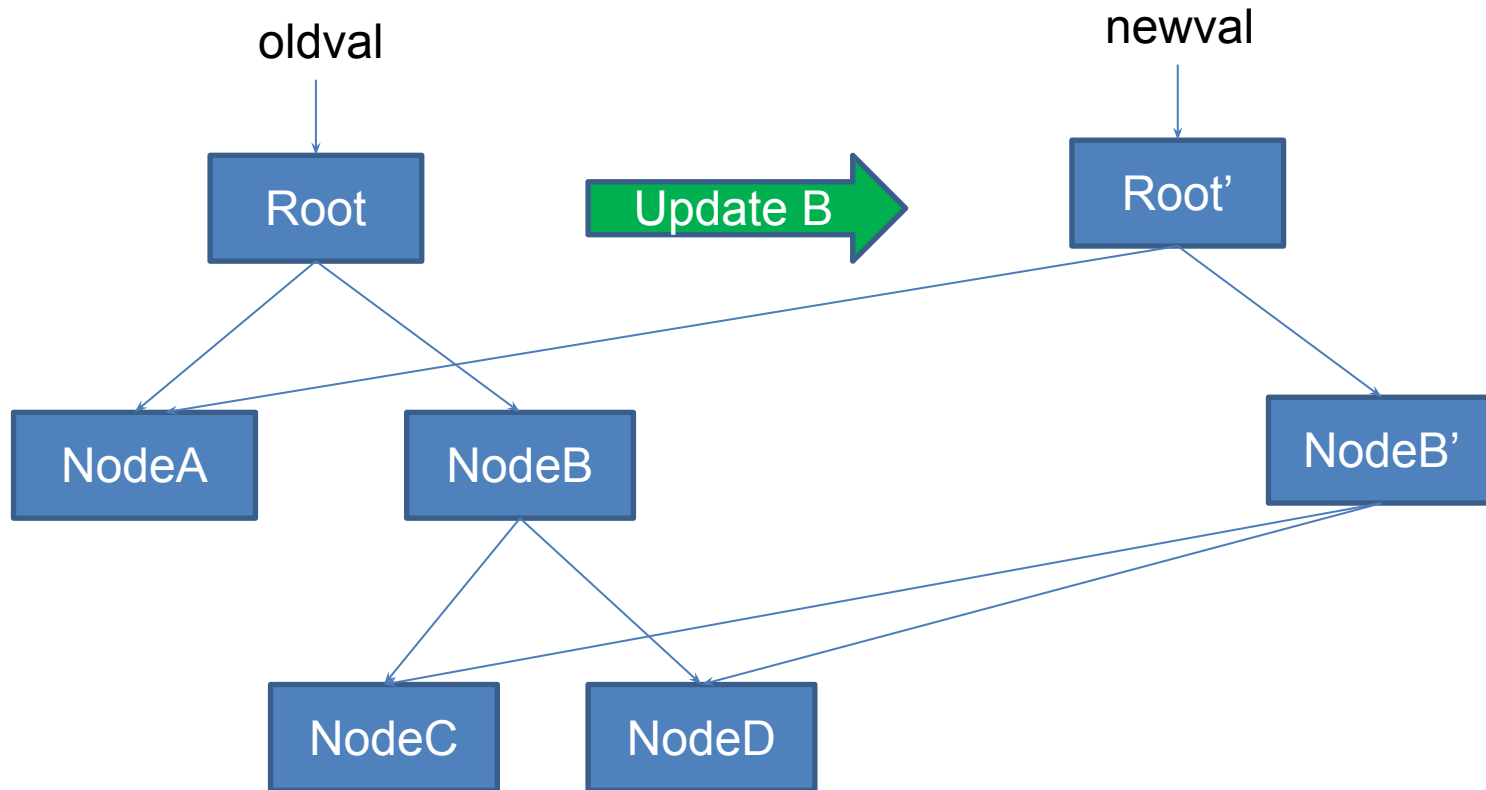 oldval
newval
Root
Update B
Root’
NodeA
NodeB
NodeB’
NodeC
NodeD